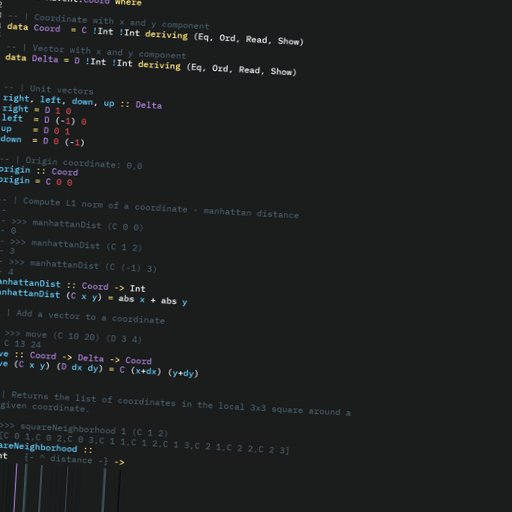 where
-- | Coordinate with x and y component
data Coord = C !Int !Int deriving (Eq, Ord, Read, Show)
-- | Vector with x and y component
data Delta = D !Int !Int deriving (Eq, Ord, Read, Show)
-- | Unit vectors
right, left, down, up :: Delta
right = D 1 0
left = D (-1) 0
up = D 0 1
down = D 0 (-1)
-- | Origin coordinate: 0,0
origin :: Coord
origin = C 0 0
-- | Compute L1 norm of a coordinate - manhattan distance
--
- >>> manhattanDist (C 0 0)
- 0
- >>> manhattanDist (C 1 2)
- 3
- >>> manhattanDist (C (-1) 3)
- 4
anhattanDist :: Coord -> Int
anhattanDist (C x y) = abs x + abs y
| Add a vector to a coordinate
>>> move (C 10 20) (D 3 4)
C 13 24
ve :: Coord -> Delta -> Coord
ve (C x y) (D dx dy) = C (x+dx) (y+dy)
| Returns the list of coordinates in the local 3x3 square around a
given coordinate.
>>> squareNeighborhood 1 (C 1 2)
[C 0 1,C 0 2,C 0 3,C 1 1,C 1 2,C 1 3,C 2 1,C 2 2,C 2 3]
areNeighborhood ::
nt {- ^ distance -} ->